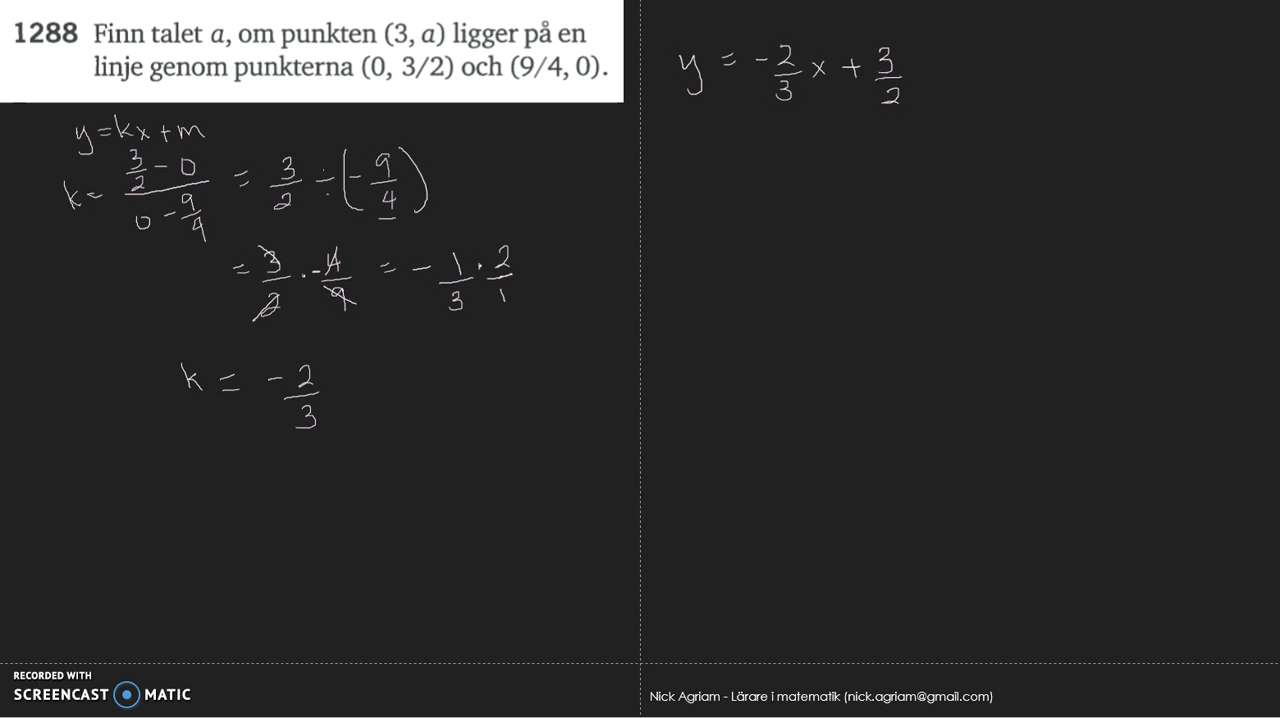 1288 Finn talet a, om punkten (3, a) ligger på en
linje genom punkterna (0, 3/2) och (9/4, 0).
y = kx + m
k = (3/2 - 0)/(0 - 9/4) = 3/2 ÷ (- 9/4)
= 3/2 · -4/9 = - 1/3 · 2/1
k = - 2/3
y = - 2/3 x + 3/2
RECORDED WITH
SCREENCAST MATIC
Nick Agriam - Lärare i matematik (nick.agriam@gmail.com)